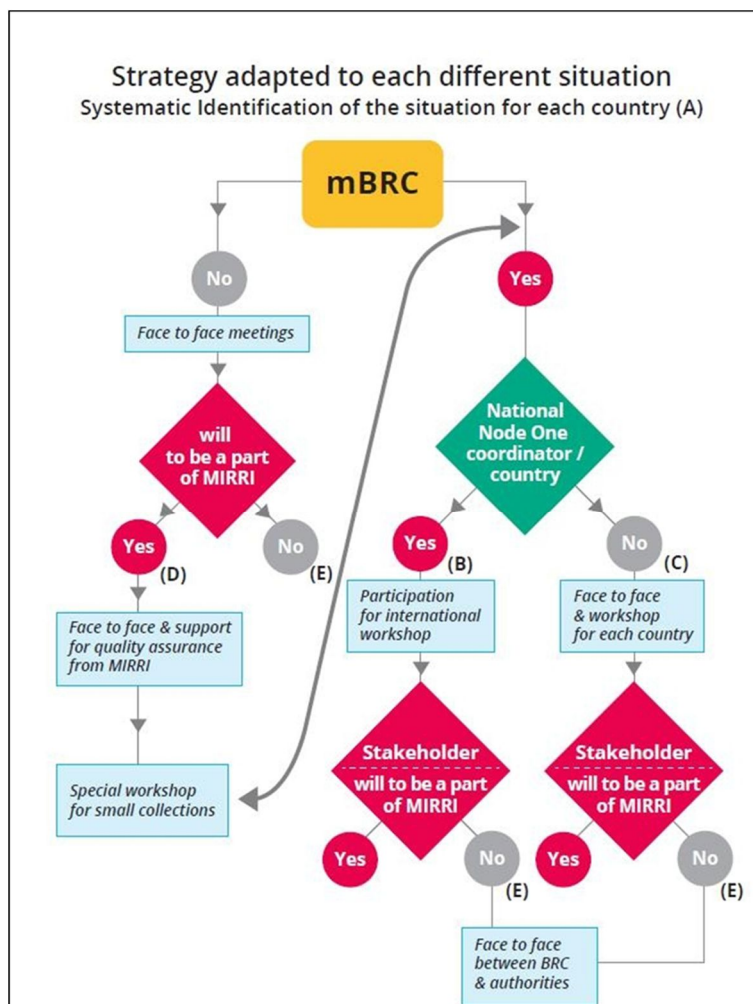 Strategy adapted to each different situation
Systematic Identification of the situation for each country (A)
mBRC
No
Yes
Face to face meetings
will
to be a part
of MIRRI
National
Node One
coordinator /
country
Yes
(D)
No
(E)
Yes
(B)
No
(C)
Face to face & support
for quality assurance
from MIRRI
Participation
for international
workshop
Face to face
& workshop
for each country
Special workshop
for small collections
Stakeholder
will to be a part
of MIRRI
Stakeholder
will to be a part
of MIRRI
Yes
No
(E)
Yes
No
(E)
Face to face
between BRC
& authorities